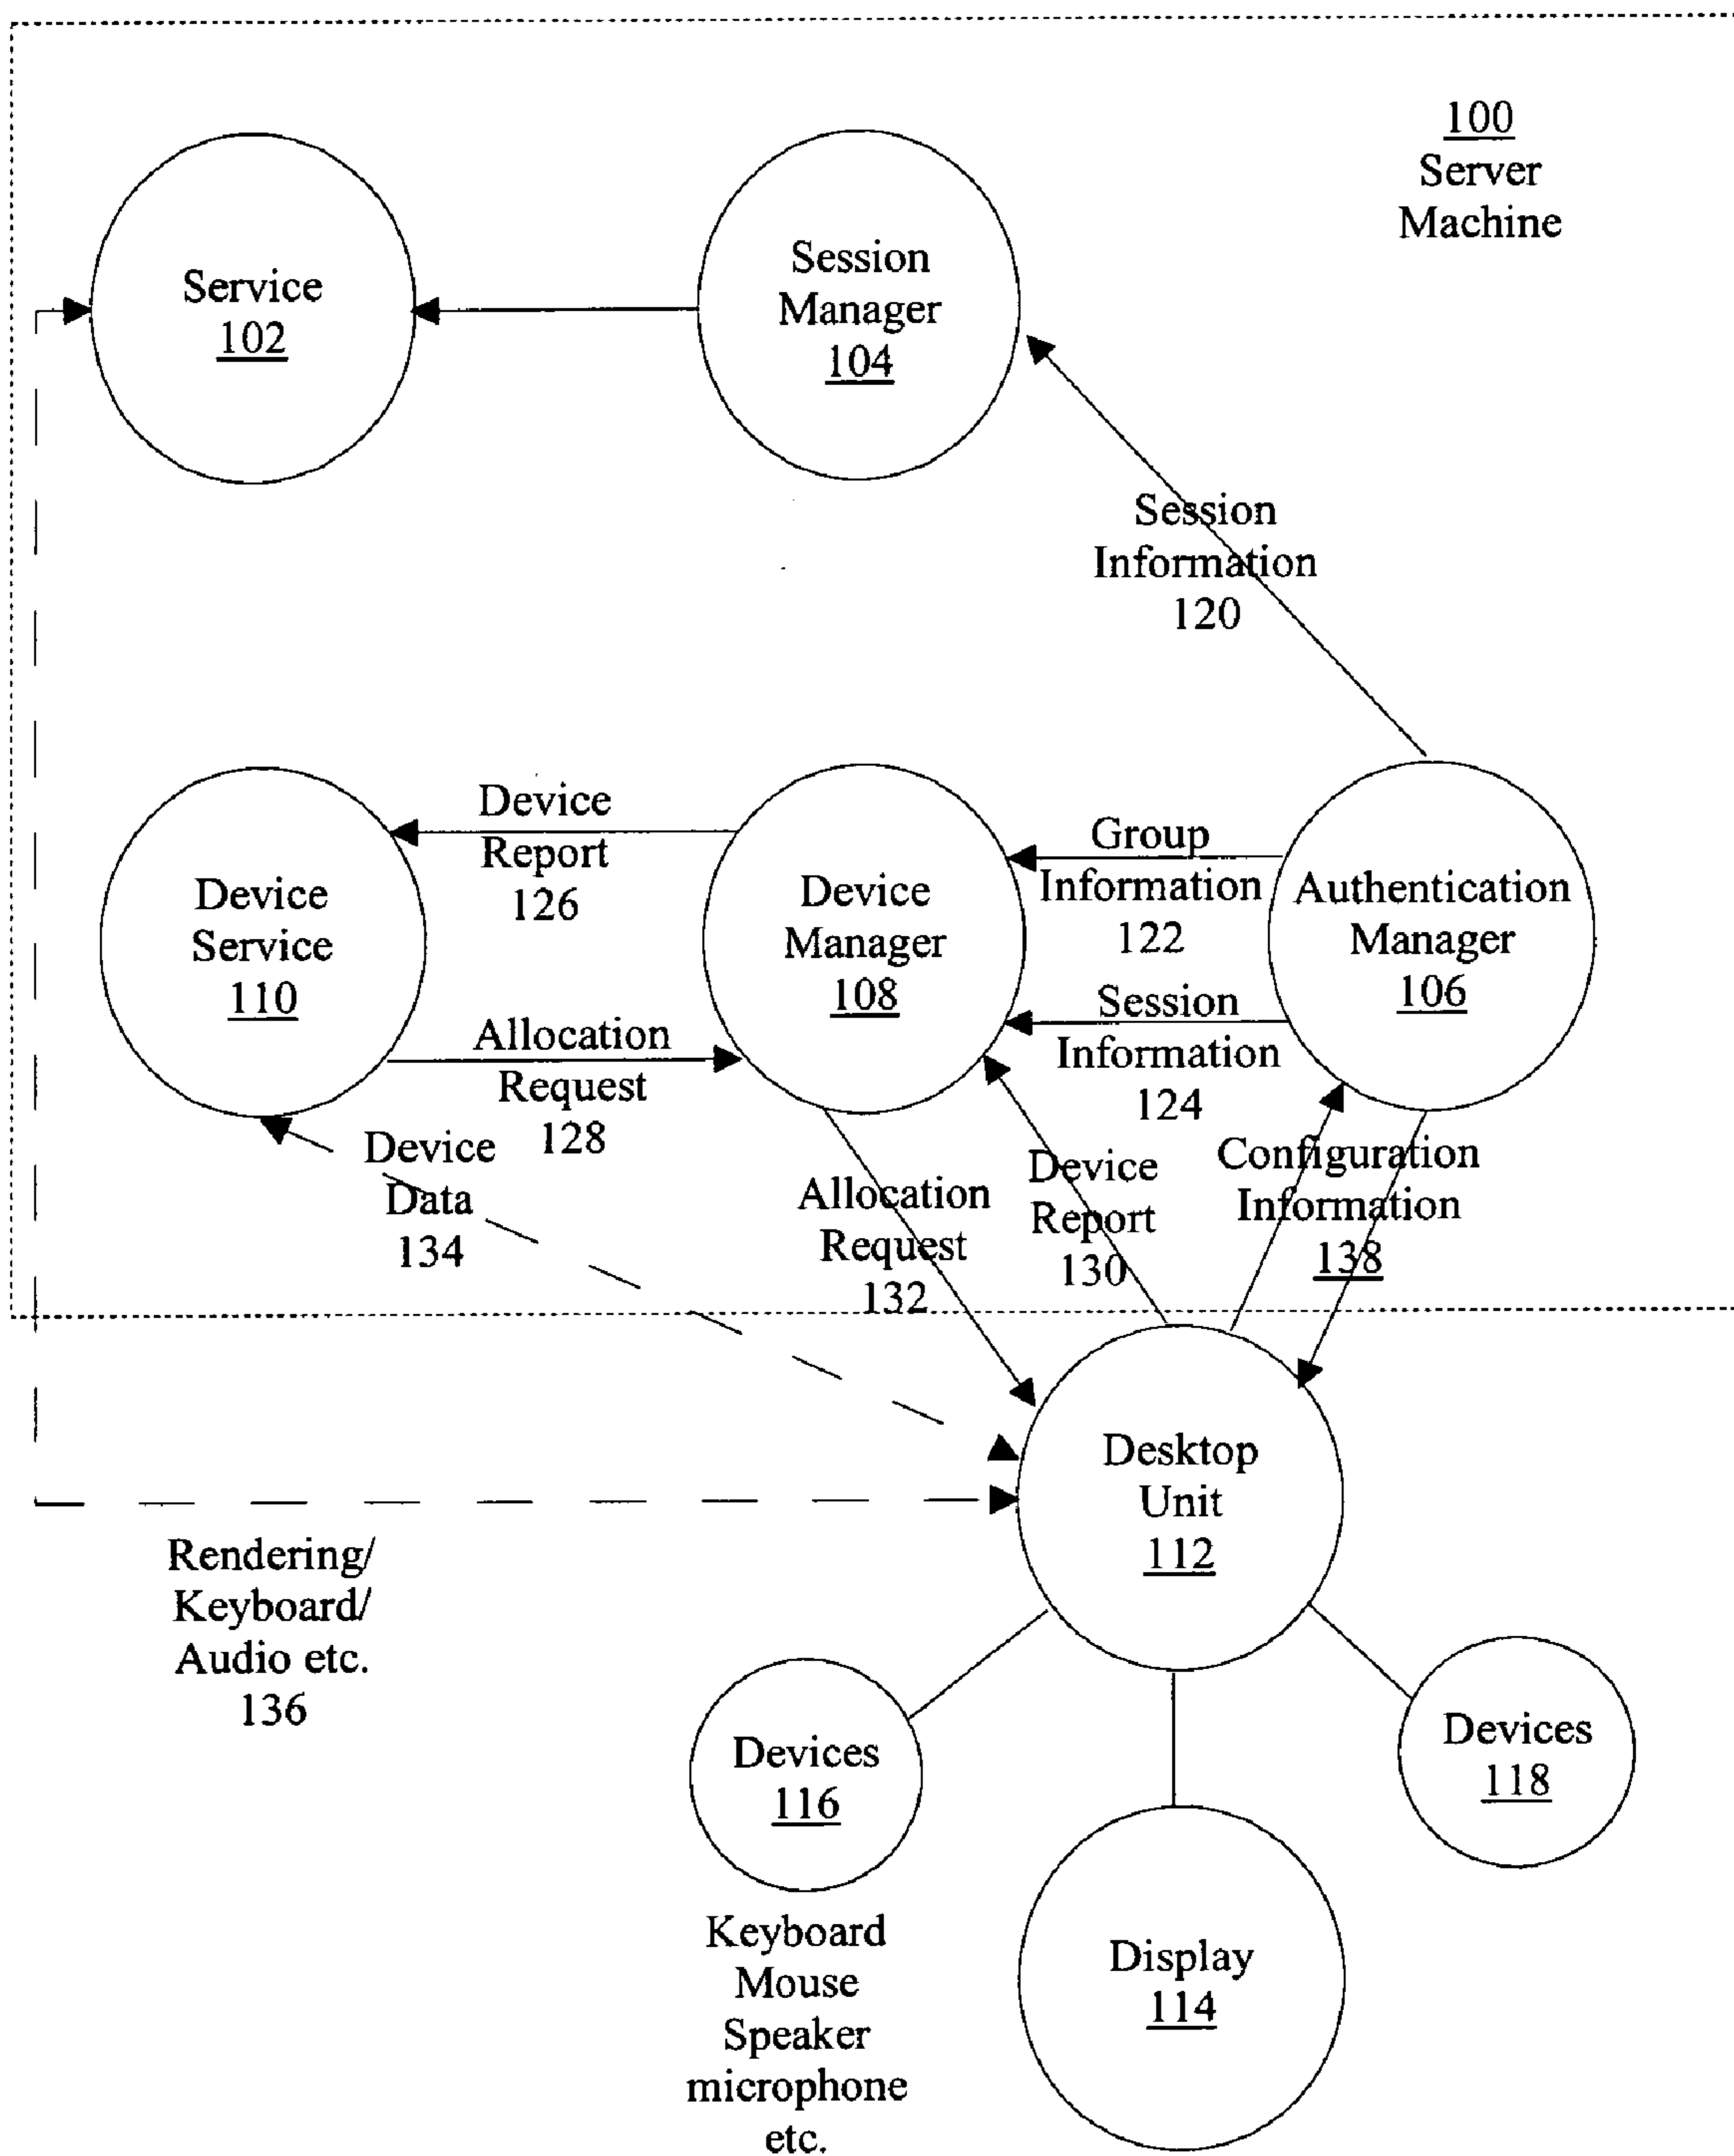 100
Server
Machine
Service
102
Session
Manager
104
Session
Information
120
Device
Report
126
Group
Information
122
Device
Service
110
Device
Manager
108
Authentication
Manager
106
Session
Information
124
Allocation
Request
128
Device
Data
134
Allocation
Request
132
Device
Report
130
Configuration
Information
138
Desktop
Unit
112
Rendering/
Keyboard/
Audio etc.
136
Devices
116
Devices
118
Keyboard
Mouse
Speaker
microphone
etc.
Display
114